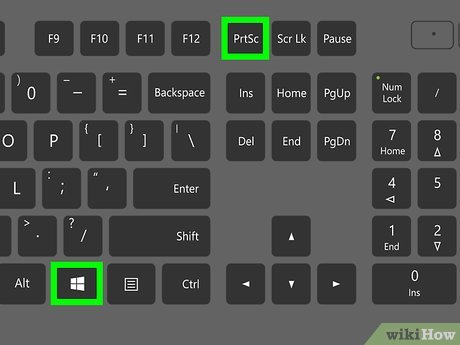 F9 F10 F11 F12 PrtSc Scr Lk Pause
) 0 _ - + = Backspace Ins Home PgUp Num Lock /
O P { [ } ] | \ Del End PgDn 7 Home 8
L : ; " ' Enter 4 5
> . ? / Shift 1 End 2
Alt Ctrl 0 Ins
wikiHow